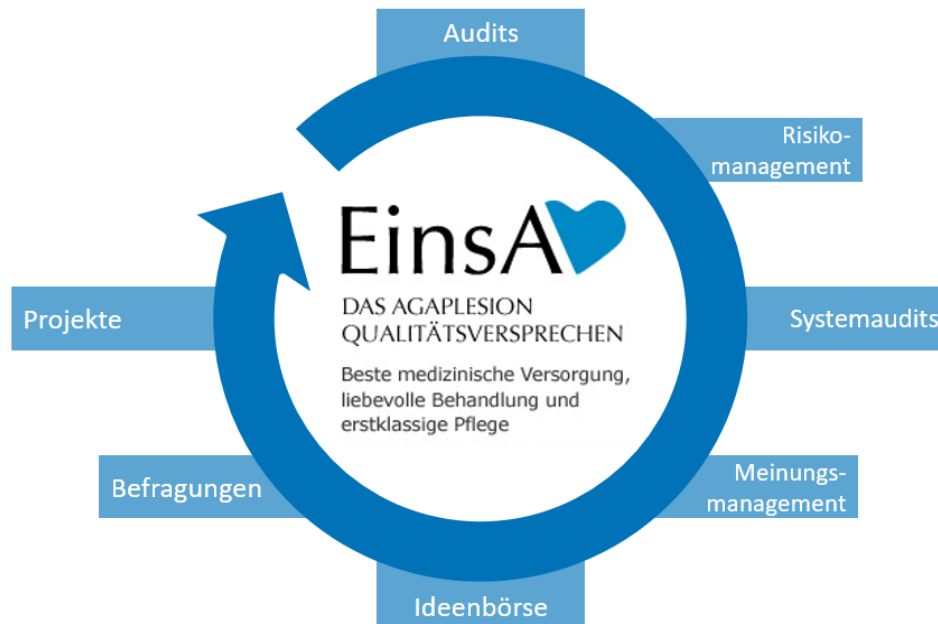 Audits
Risiko-
management
Systemaudits
Meinungs-
management
Ideenbörse
Befragungen
Projekte
EinsA
DAS AGAPLESION
QUALITÄTSVERSPRECHEN
Beste medizinische Versorgung,
liebevolle Behandlung und
erstklassige Pflege